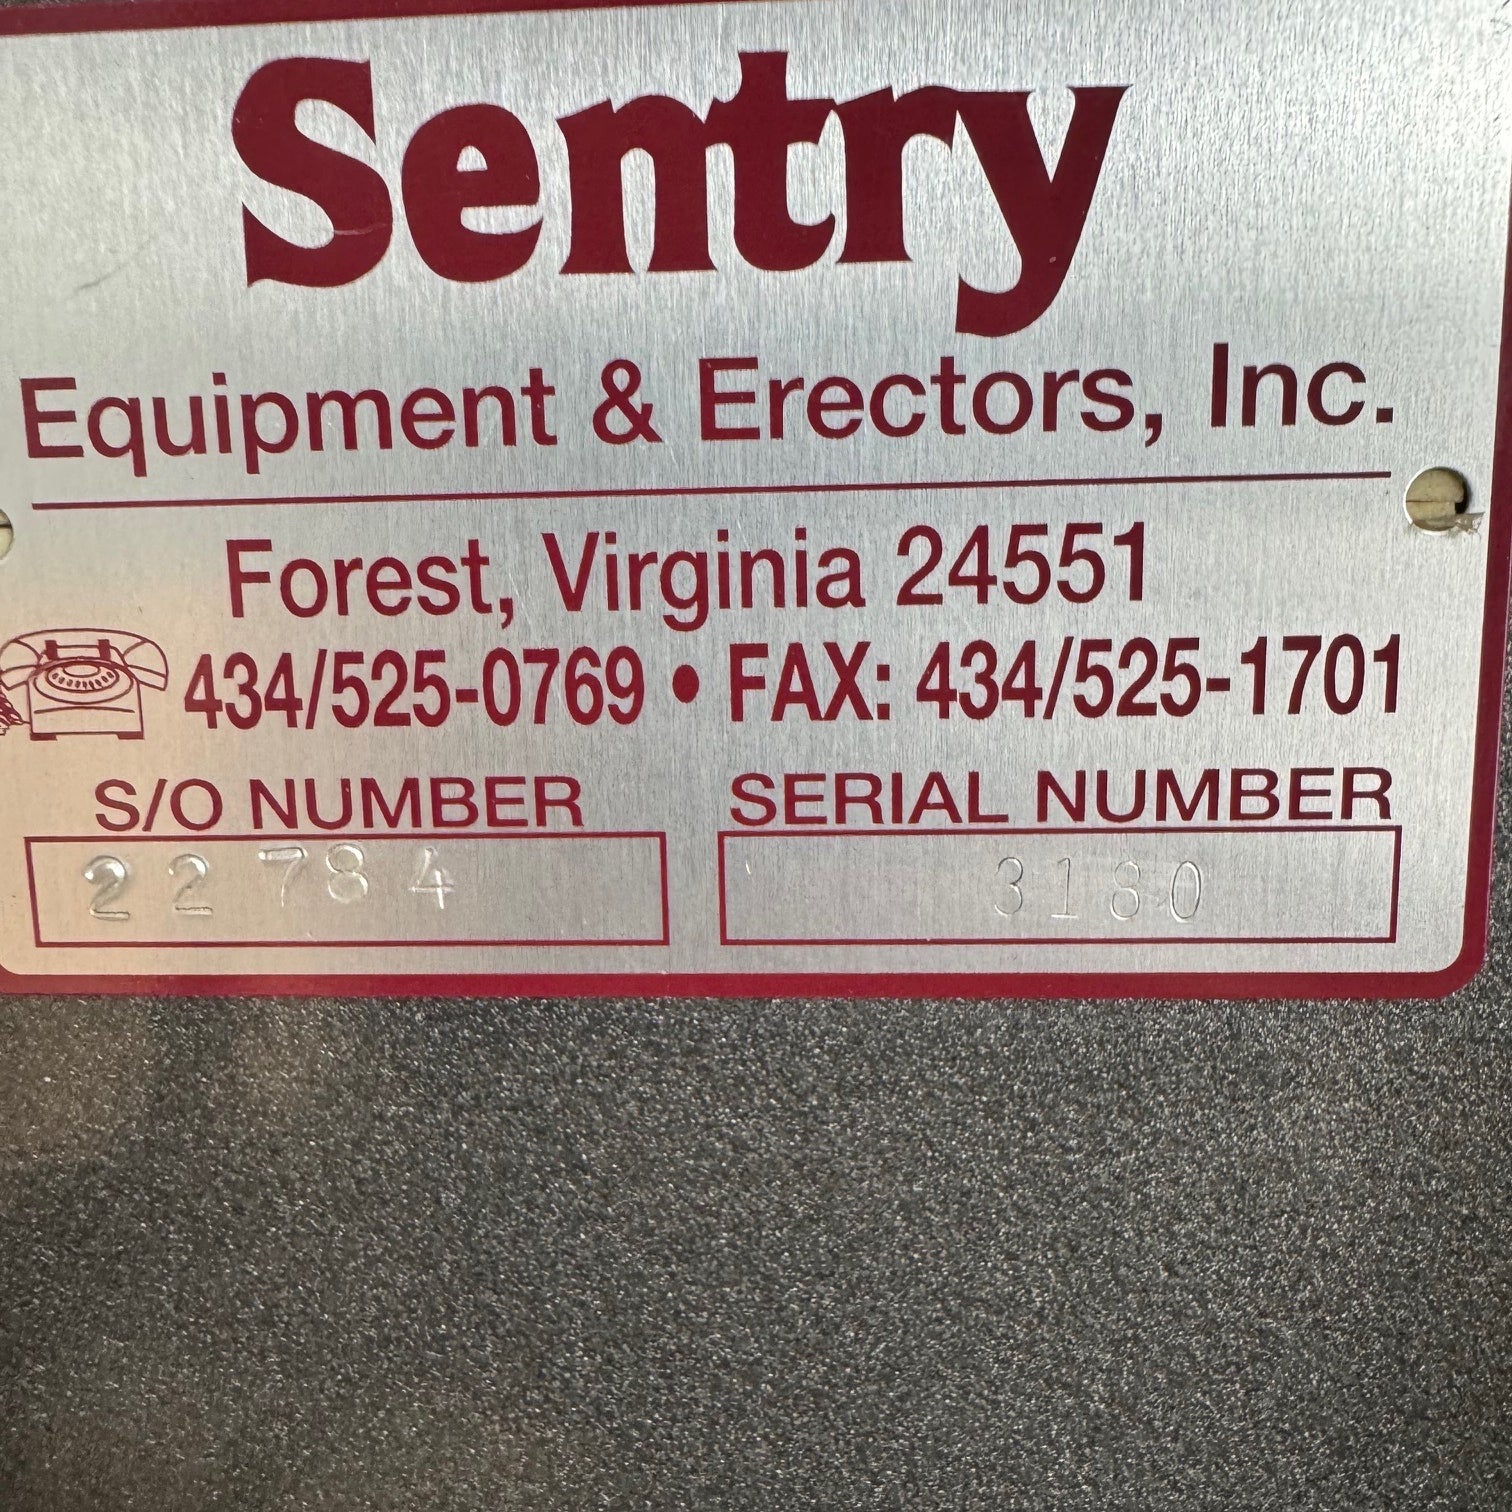 Sentry
Equipment & Erectors, Inc.
Forest, Virginia 24551
434/525-0769 • FAX: 434/525-1701
S/O NUMBER SERIAL NUMBER
22784 3180